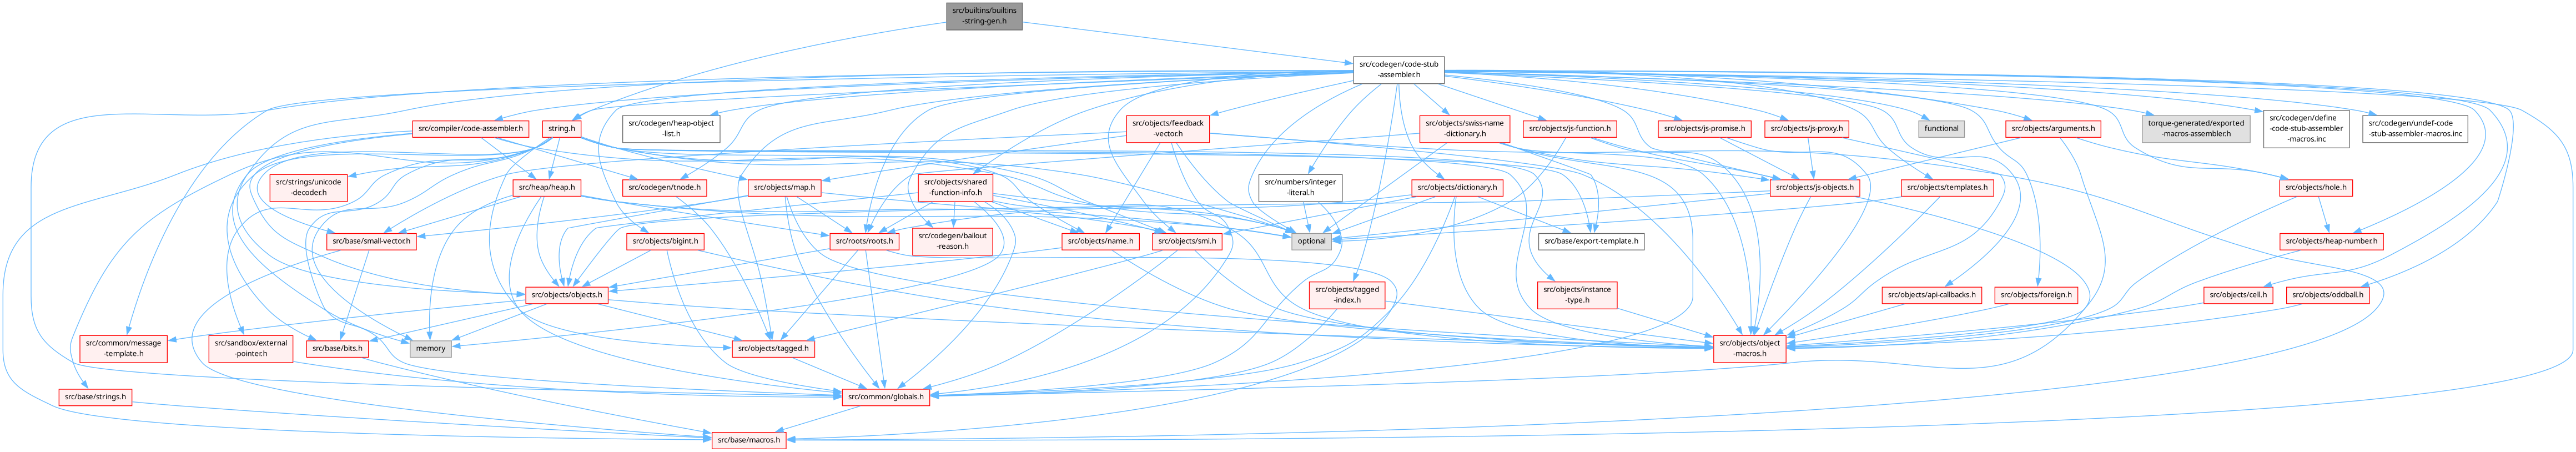 src/builtins/builtins
-string-gen.h
src/codegen/code-stub
-assembler.h
src/compiler/code-assembler.h
string.h
src/codegen/heap-object
-list.h
src/objects/feedback
-vector.h
src/objects/swiss-name
-dictionary.h
src/objects/js-function.h
src/objects/js-promise.h
src/objects/js-proxy.h
functional
src/objects/arguments.h
torque-generated/exported
-macros-assembler.h
src/codegen/define
-code-stub-assembler
-macros.inc
src/codegen/undef-code
-stub-assembler-macros.inc
src/strings/unicode
-decoder.h
src/heap/heap.h
src/codegen/tnode.h
src/objects/map.h
src/objects/shared
-function-info.h
src/numbers/integer
-literal.h
src/objects/dictionary.h
src/objects/js-objects.h
src/objects/templates.h
src/objects/hole.h
src/base/small-vector.h
src/objects/bigint.h
src/roots/roots.h
src/codegen/bailout
-reason.h
src/objects/name.h
src/objects/smi.h
optional
src/base/export-template.h
src/objects/heap-number.h
src/objects/objects.h
src/objects/tagged
-index.h
src/objects/instance
-type.h
src/objects/api-callbacks.h
src/objects/foreign.h
src/objects/cell.h
src/objects/oddball.h
src/common/message
-template.h
src/sandbox/external
-pointer.h
src/base/bits.h
memory
src/objects/tagged.h
src/objects/object
-macros.h
src/base/strings.h
src/common/globals.h
src/base/macros.h